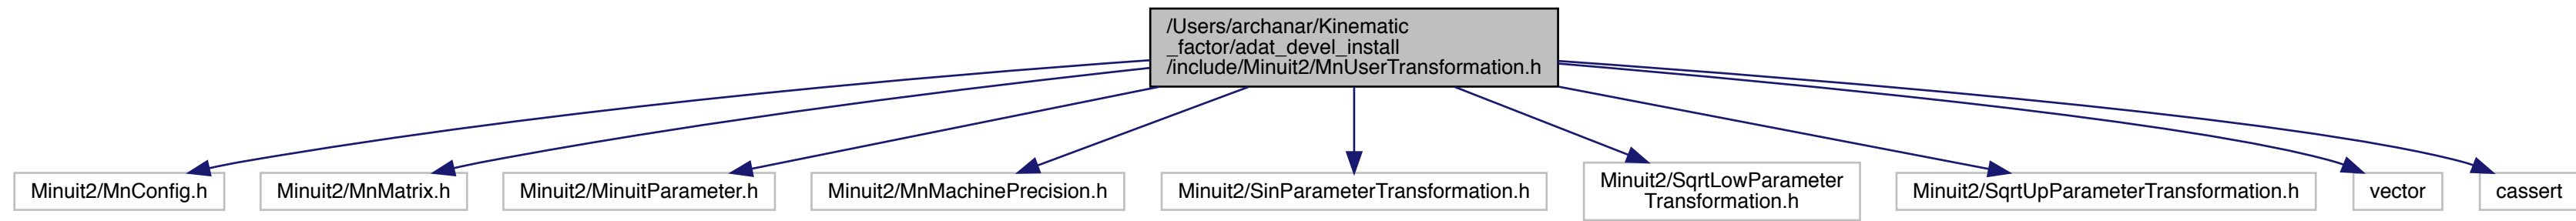 /Users/archanar/Kinematic
_factor/adat_devel_install
/include/Minuit2/MnUserTransformation.h
Minuit2/MnConfig.h
Minuit2/MnMatrix.h
Minuit2/MinuitParameter.h
Minuit2/MnMachinePrecision.h
Minuit2/SinParameterTransformation.h
Minuit2/SqrtLowParameter
Transformation.h
Minuit2/SqrtUpParameterTransformation.h
vector
cassert